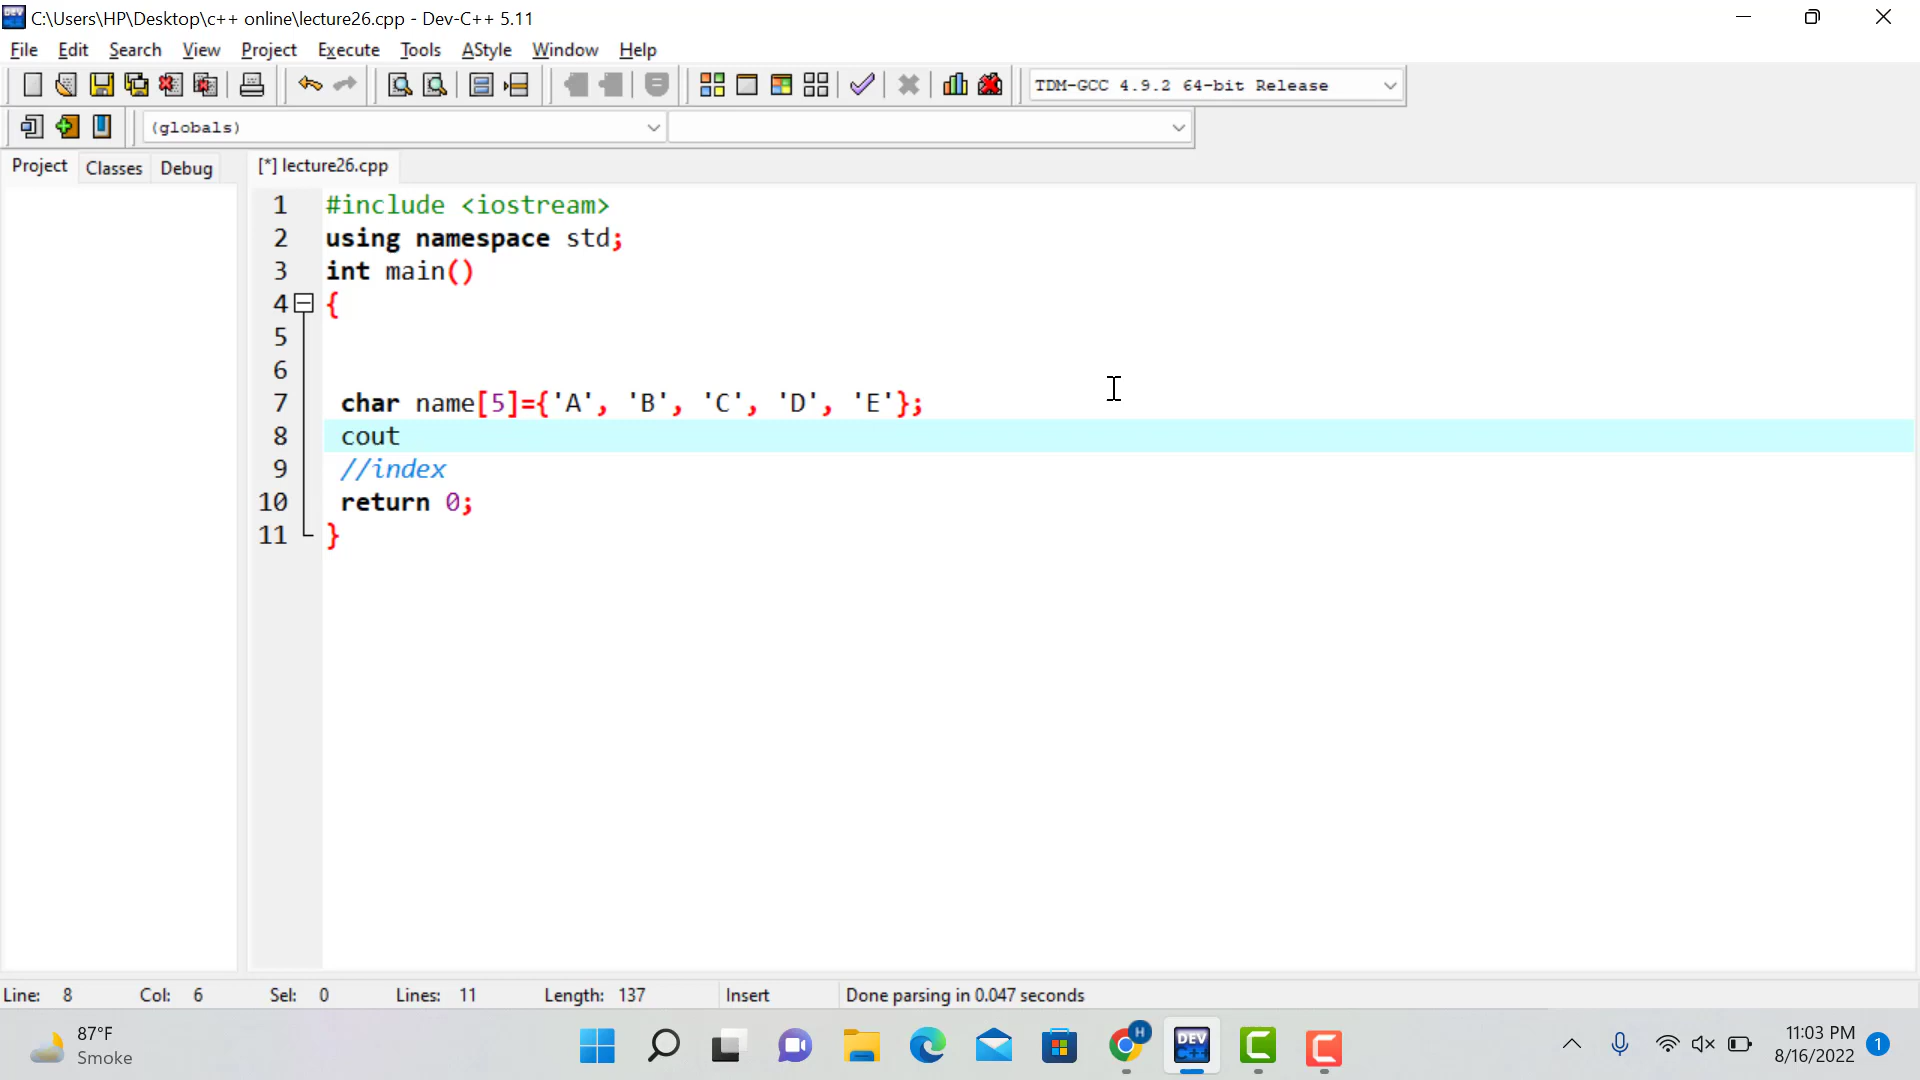 C:\Users\HP\Desktop\c++ online\lecture26.cpp - Dev-C++ 5.11
File Edit Search View Project Execute Tools AStyle Window Help
TDM-GCC 4.9.2 64-bit Release
(globals)
Project Classes Debug [*] lecture26.cpp
1 #include <iostream>
2 using namespace std;
3 int main()
4 {
5
6
7 char name[5]={'A', 'B', 'C', 'D', 'E'};
8 cout
9 //index
10 return 0;
11 }
Line: 8 Col: 6 Sel: 0 Lines: 11 Length: 137 Insert Done parsing in 0.047 seconds
87°F
Smoke
H
DEV
C++
11:03 PM
8/16/2022
1